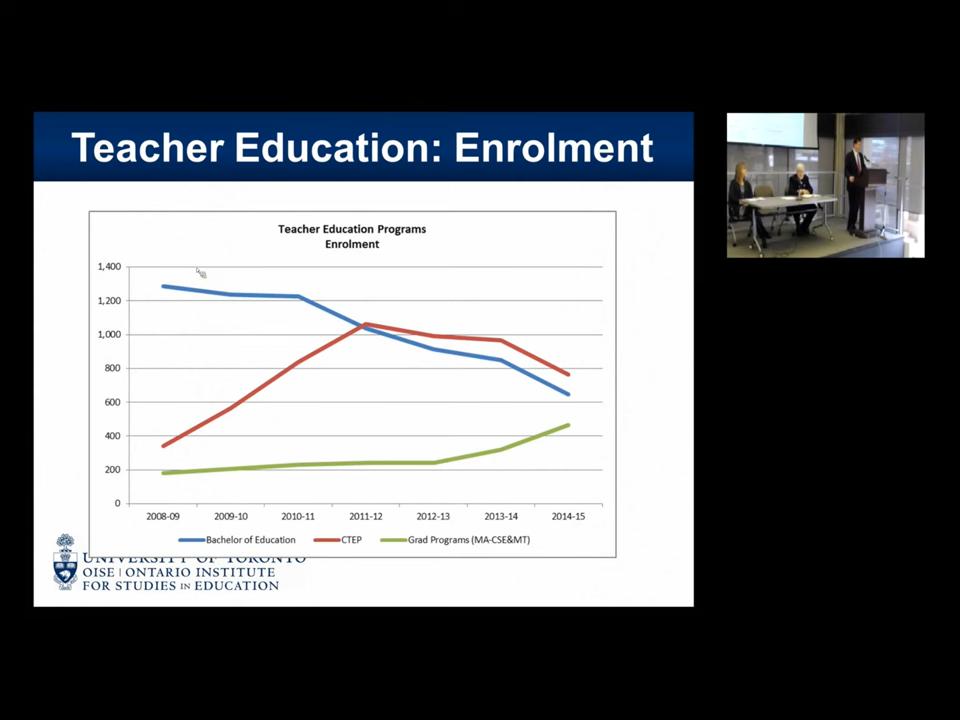 Teacher Education: Enrolment
Teacher Education Programs
Enrolment
1,400
1,200
1,000
800
600
400
200
0
2008-09 2009-10 2010-11 2011-12 2012-13 2013-14 2014-15
Bachelor of Education CTEP Grad Programs (MA-CSE&MT)
UNIVERSITY OF TORONTO
OISE | ONTARIO INSTITUTE
FOR STUDIES IN EDUCATION